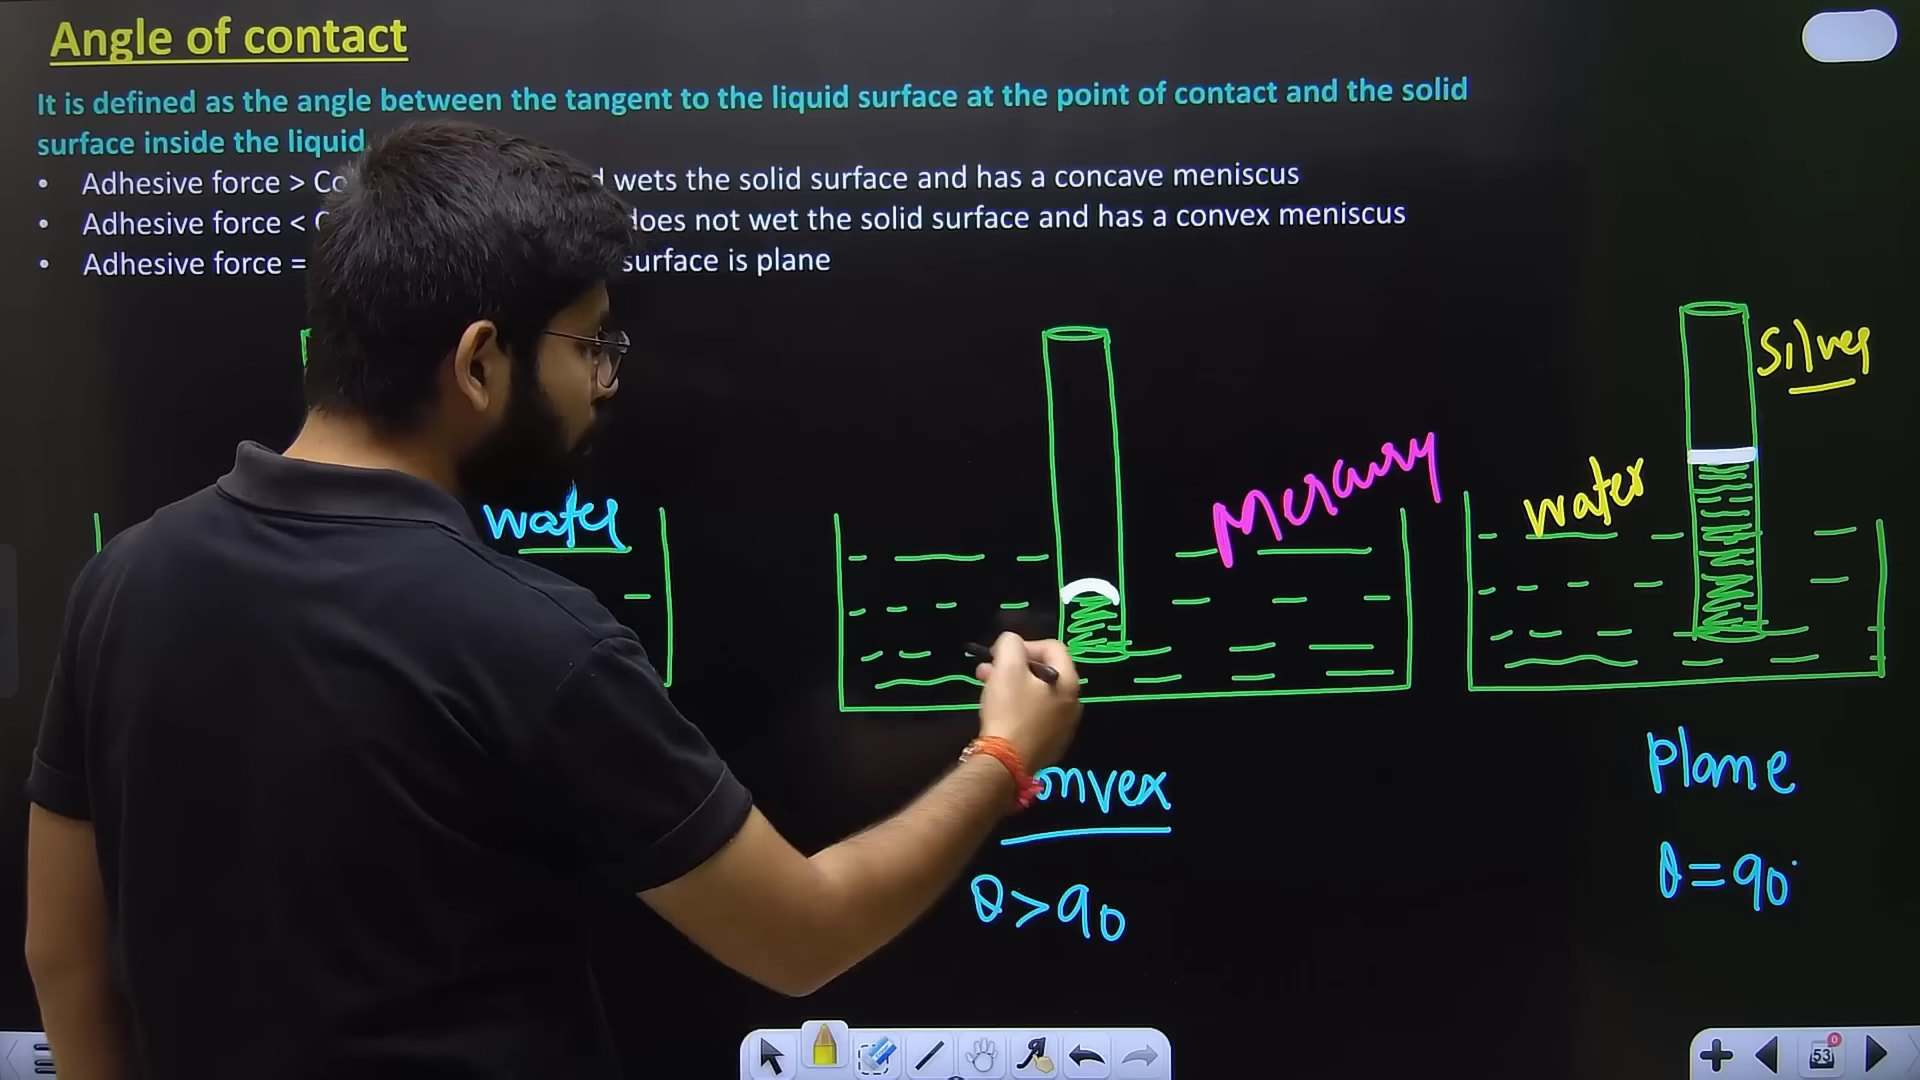 Angle of contact
It is defined as the angle between the tangent to the liquid surface at the point of contact and the solid
surface inside the liquid
• Adhesive force > Co wets the solid surface and has a concave meniscus
• Adhesive force < does not wet the solid surface and has a convex meniscus
• Adhesive force = surface is plane
Silver
Mercury
water
water
Plane
onvex
θ=90°
θ>90
53
0